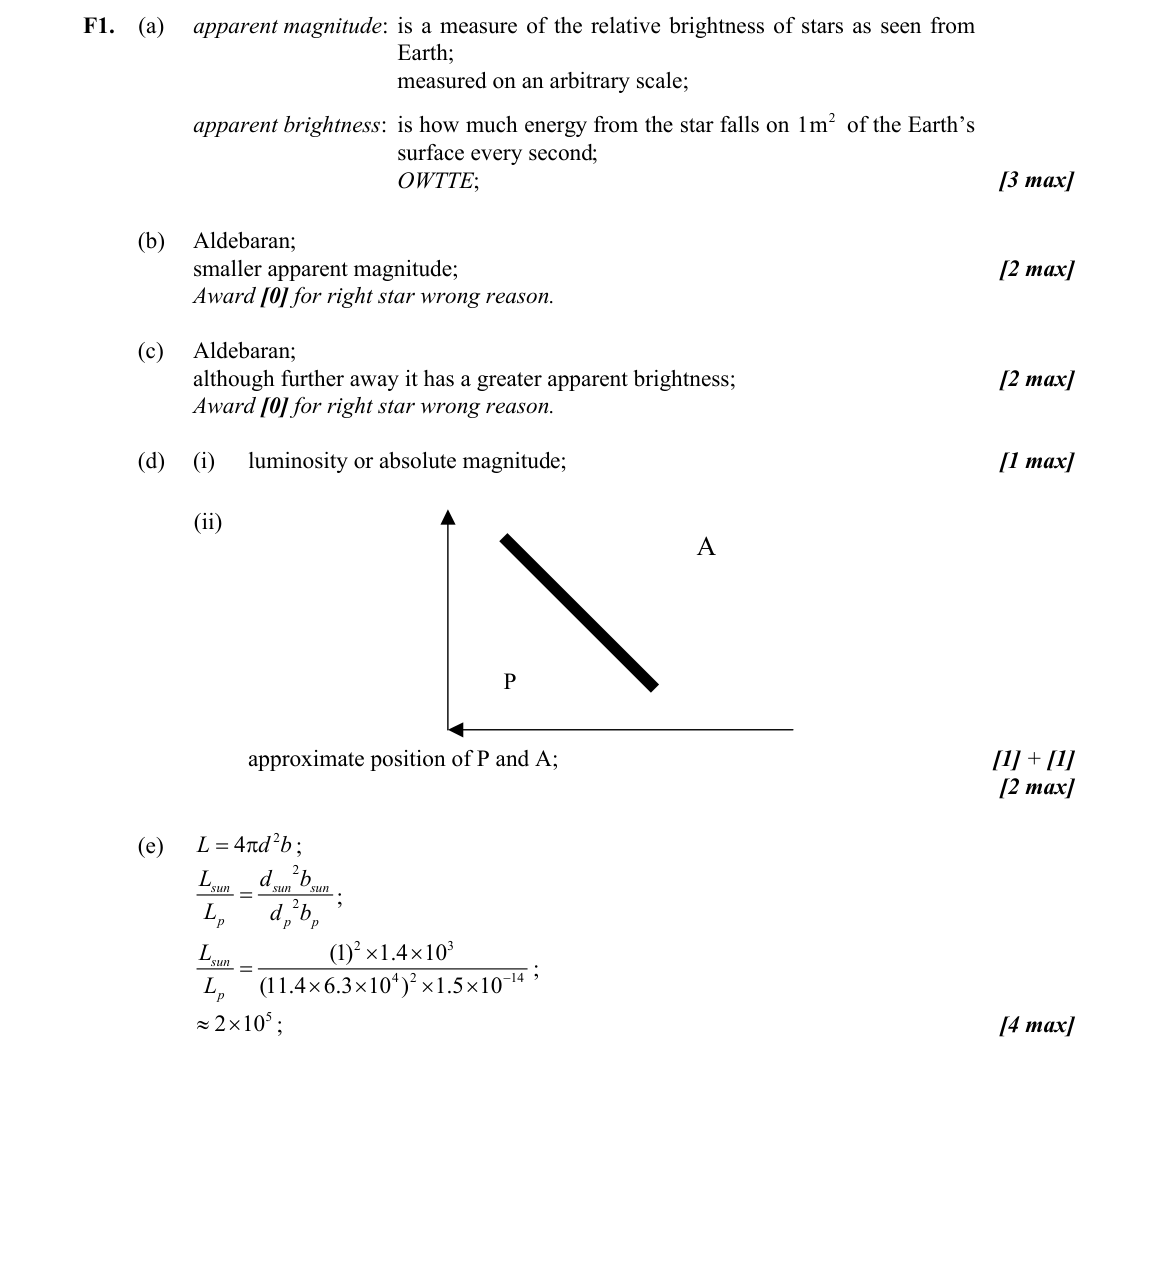 F1. (a) apparent magnitude: is a measure of the relative brightness of stars as seen from
Earth;
measured on an arbitrary scale;
apparent brightness: is how much energy from the star falls on 1m² of the Earth's
surface every second;
OWTTE; [3 max]
(b) Aldebaran;
smaller apparent magnitude; [2 max]
Award [0] for right star wrong reason.
(c) Aldebaran;
although further away it has a greater apparent brightness; [2 max]
Award [0] for right star wrong reason.
(d) (i) luminosity or absolute magnitude; [1 max]
(ii)
A
P
approximate position of P and A; [1] + [1]
[2 max]
(e) L = 4πd²b;
L_sun / L_p = d_sun² b_sun / d_p² b_p ;
L_sun / L_p = (1)² × 1.4 × 10³ / (11.4 × 6.3 × 10⁴)² × 1.5 × 10⁻¹⁴ ;
≈ 2 × 10⁵ ; [4 max]